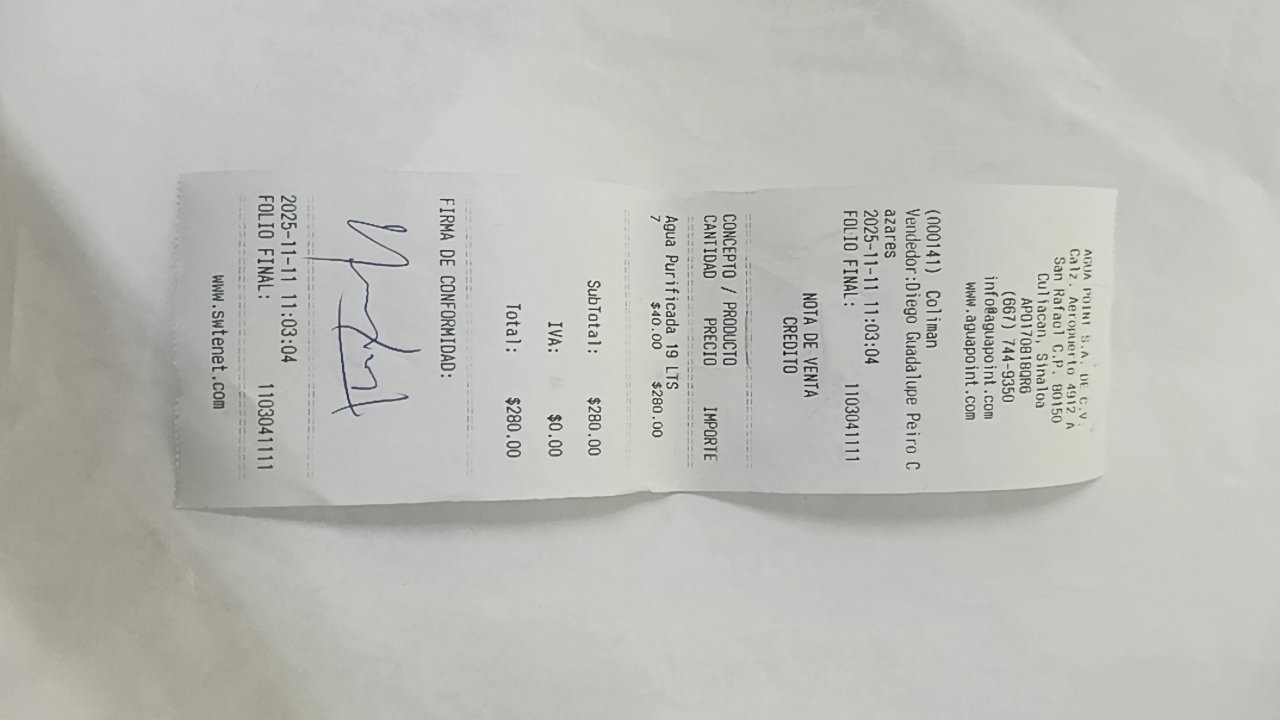 AGUA POINT S.A. DE C.V.
Calz. Aeropuerto 4912 A
San Rafael C.P. 80150
Culiacan, Sinaloa
APO170818QR6
(667) 744-9350
info@aguapoint.com
www.aguapoint.com
(000141) Coliman
Vendedor:Diego Guadalupe Peiro C
azares
2025-11-11 11:03:04
FOLIO FINAL: 1103041111
NOTA DE VENTA
CREDITO
CONCEPTO / PRODUCTO
CANTIDAD PRECIO IMPORTE
Agua Purificada 19 LTS
7 $40.00 $280.00
SubTotal: $280.00
IVA: $0.00
Total: $280.00
FIRMA DE CONFORMIDAD:
2025-11-11 11:03:04
FOLIO FINAL: 1103041111
www.swtenet.com